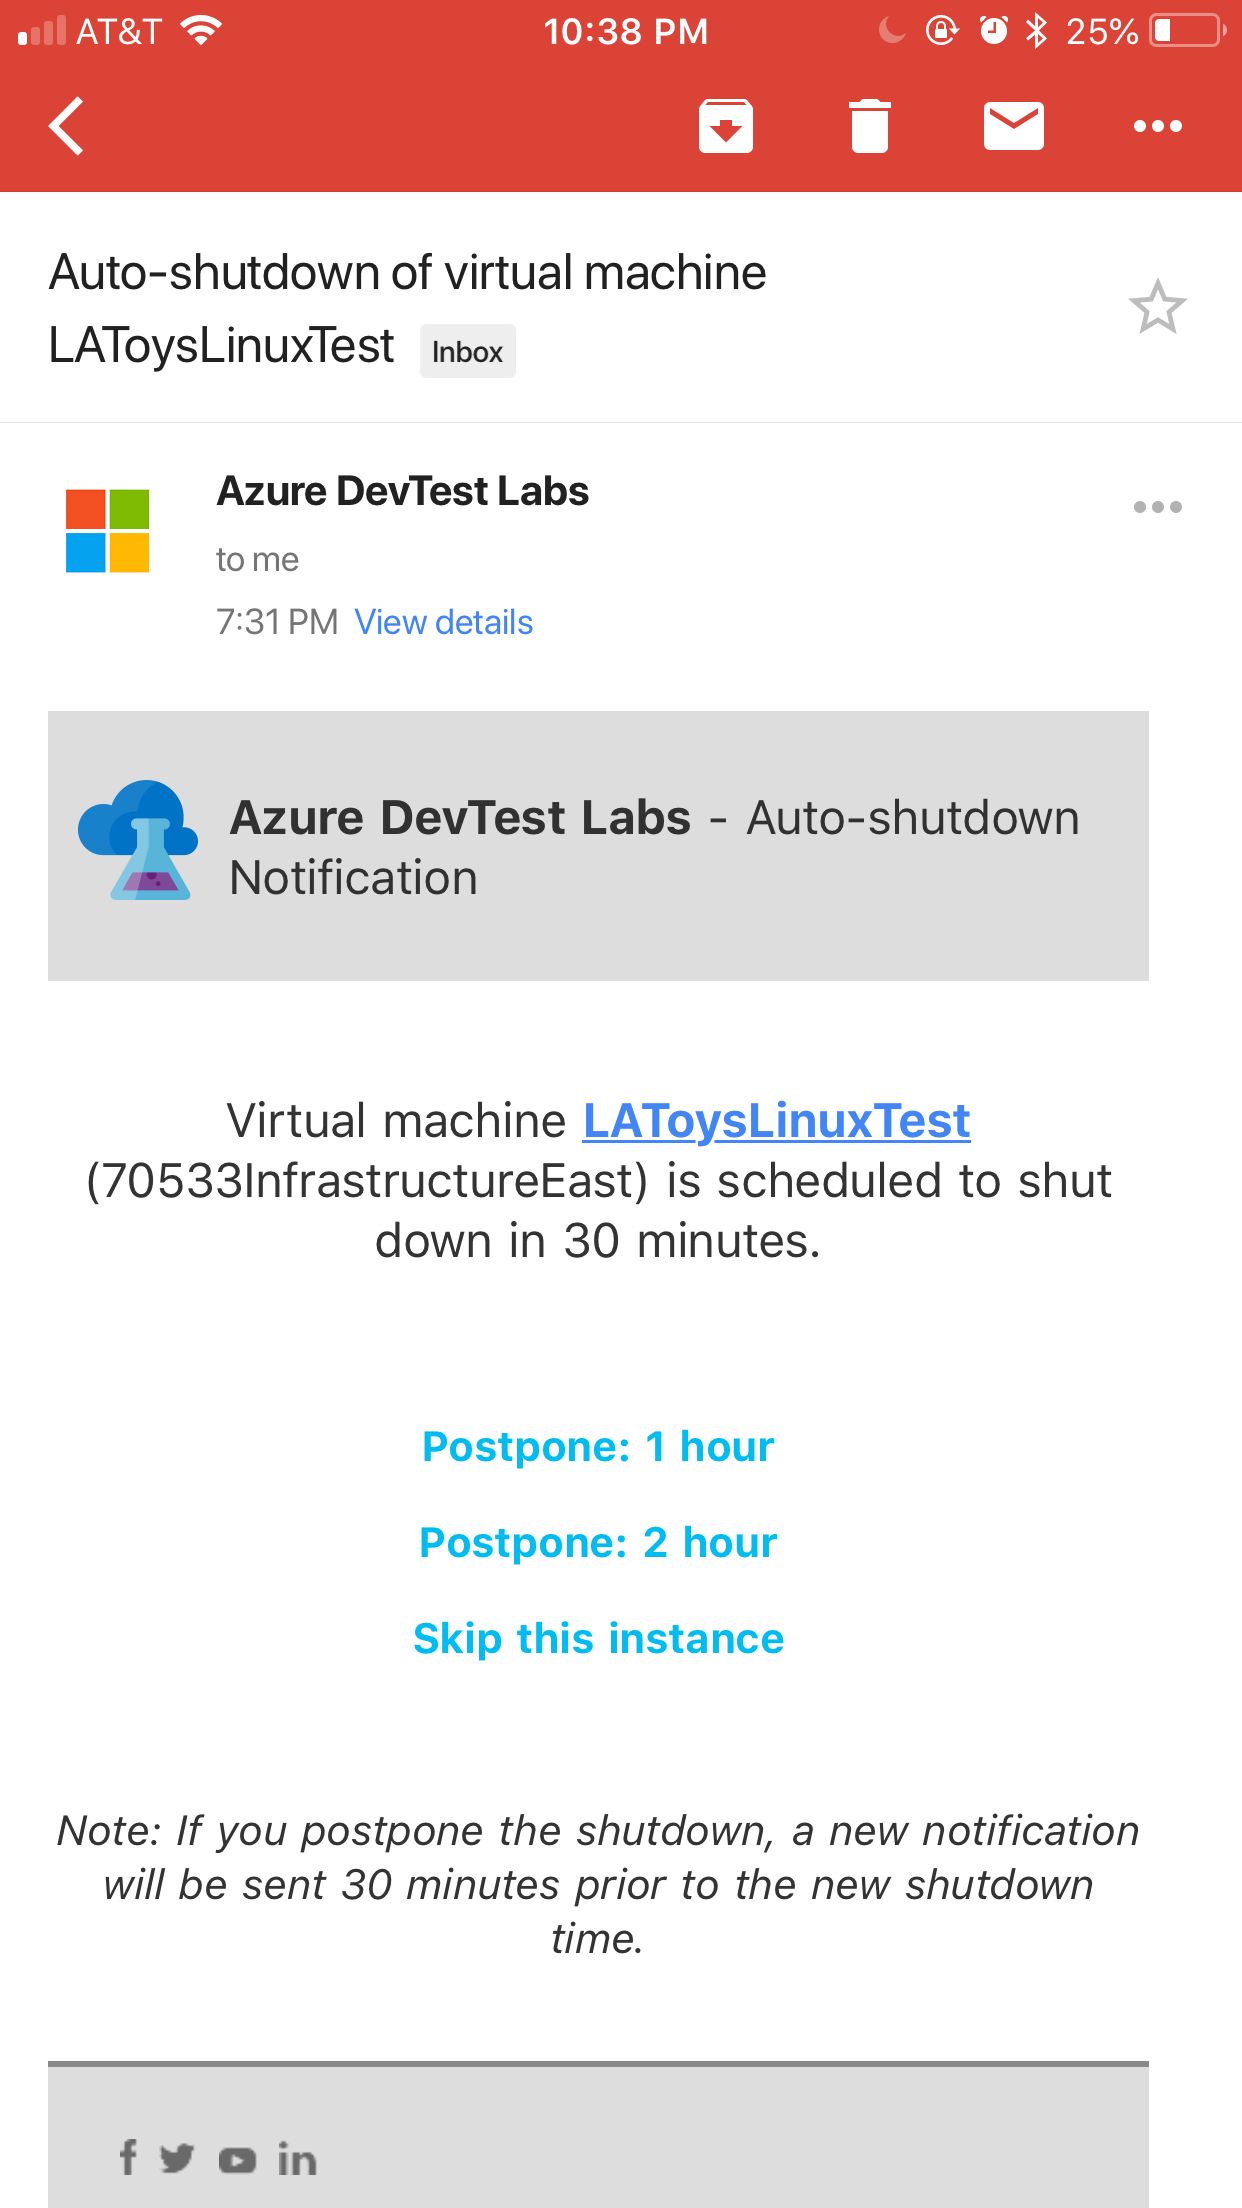 AT&T 10:38 PM 25%
Auto-shutdown of virtual machine
LAToysLinuxTest Inbox
Azure DevTest Labs
to me
7:31 PM View details
Azure DevTest Labs - Auto-shutdown
Notification
Virtual machine LAToysLinuxTest
(70533InfrastructureEast) is scheduled to shut
down in 30 minutes.
Postpone: 1 hour
Postpone: 2 hour
Skip this instance
Note: If you postpone the shutdown, a new notification
will be sent 30 minutes prior to the new shutdown
time.